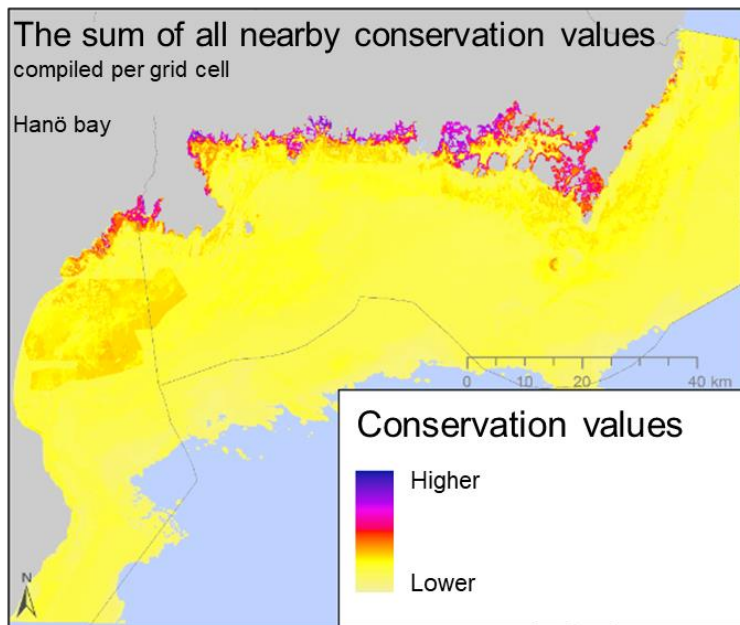 The sum of all nearby conservation values
compiled per grid cell
Hanö bay
0 10 20 40 km
Conservation values
Higher
Lower
N